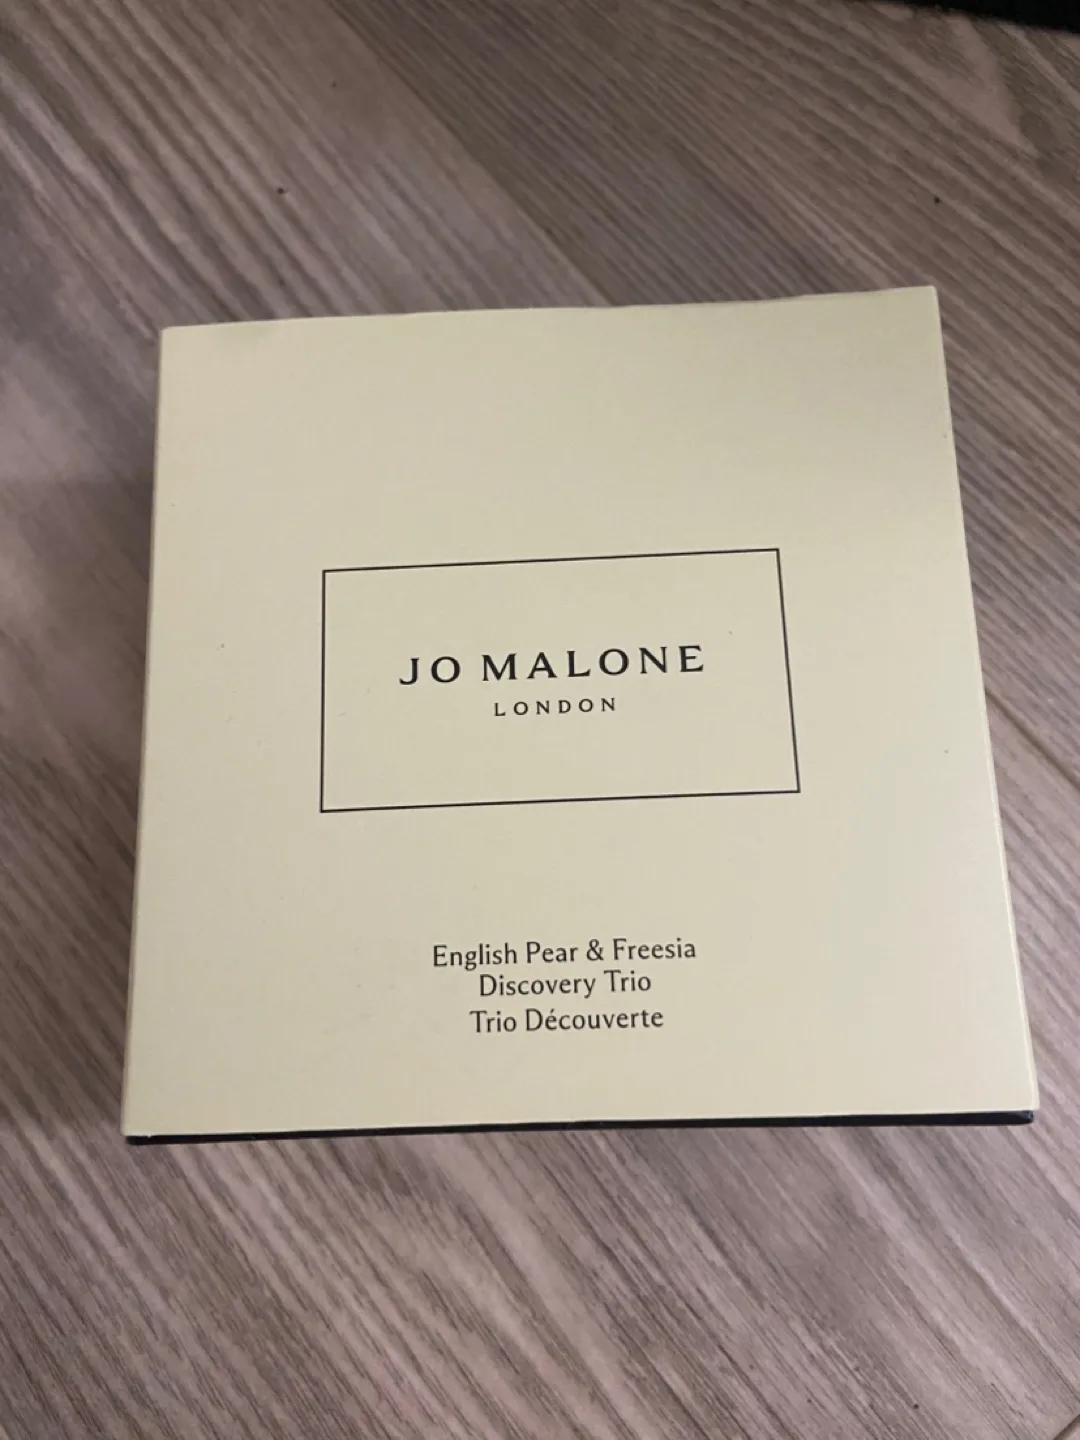 JO MALONE
LONDON
English Pear & Freesia
Discovery Trio
Trio Découverte